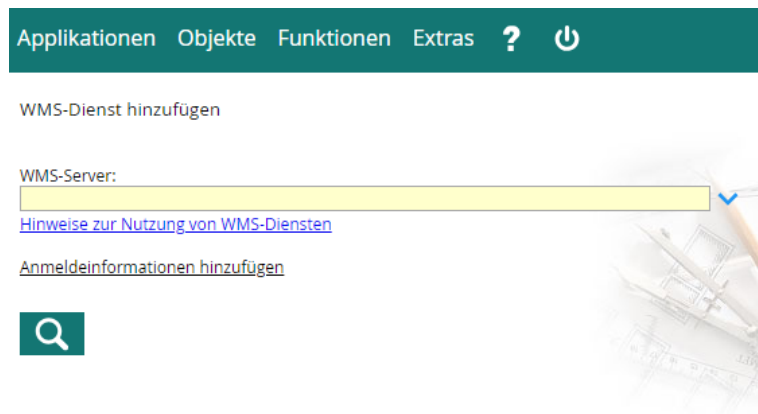 Applikationen Objekte Funktionen Extras ?
WMS-Dienst hinzufügen
WMS-Server:
Hinweise zur Nutzung von WMS-Diensten
Anmeldeinformationen hinzufügen